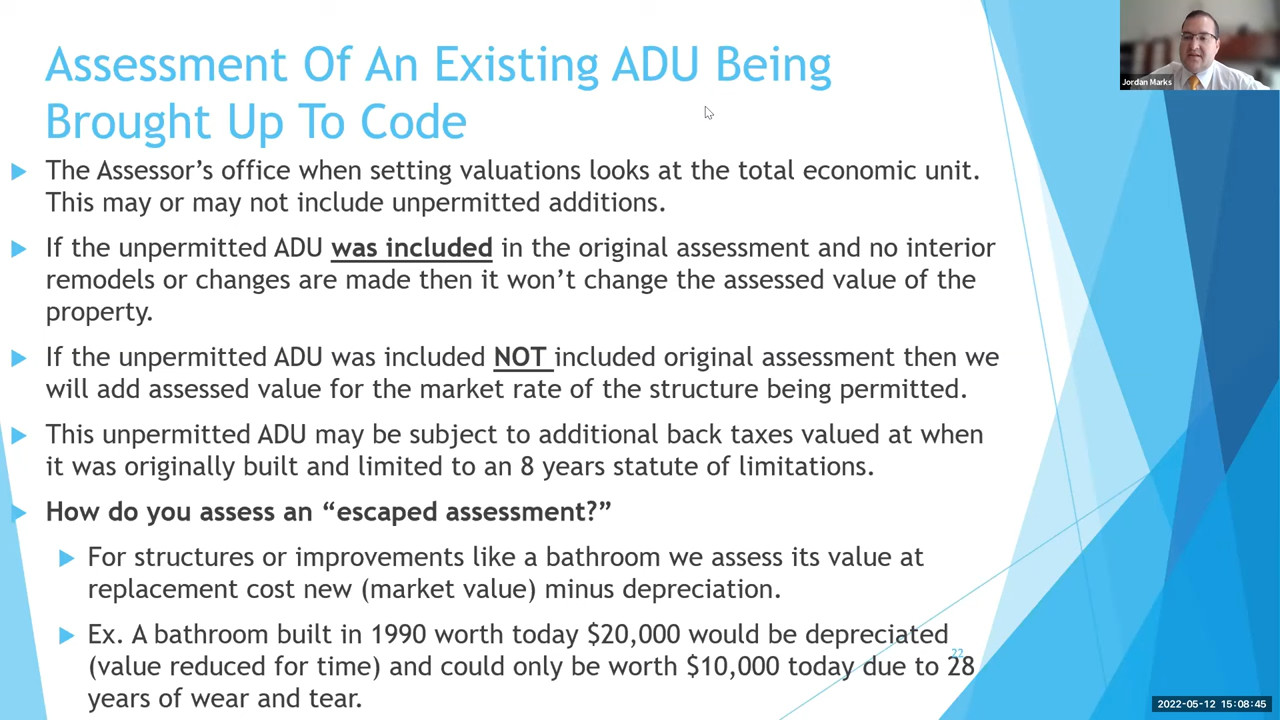 Assessment Of An Existing ADU Being
Brought Up To Code
Jordan Marks
The Assessor's office when setting valuations looks at the total economic unit.
This may or may not include unpermitted additions.
If the unpermitted ADU was included in the original assessment and no interior
remodels or changes are made then it won't change the assessed value of the
property.
If the unpermitted ADU was included NOT included original assessment then we
will add assessed value for the market rate of the structure being permitted.
This unpermitted ADU may be subject to additional back taxes valued at when
it was originally built and limited to an 8 years statute of limitations.
How do you assess an “escaped assessment?”
For structures or improvements like a bathroom we assess its value at
replacement cost new (market value) minus depreciation.
Ex. A bathroom built in 1990 worth today $20,000 would be depreciated
(value reduced for time) and could only be worth $10,000 today due to 28
years of wear and tear.
22
2022-05-12 15:08:45